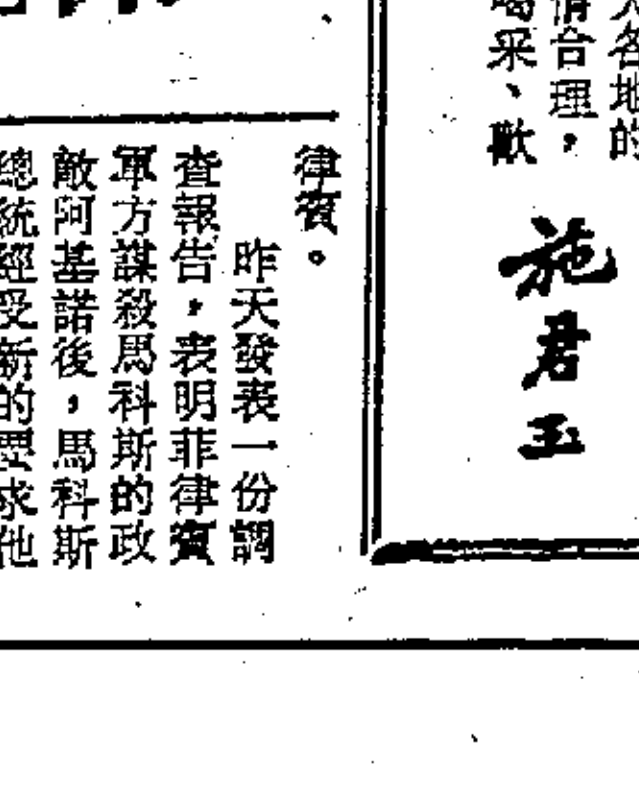 人各地的
情合理，
喝采、歐
施君玉
律賓。
昨天發表一份調
查報告，表明菲律賓
軍方謀殺馬科斯的政
敵阿基諾後，馬科斯
總統經受新的要求他